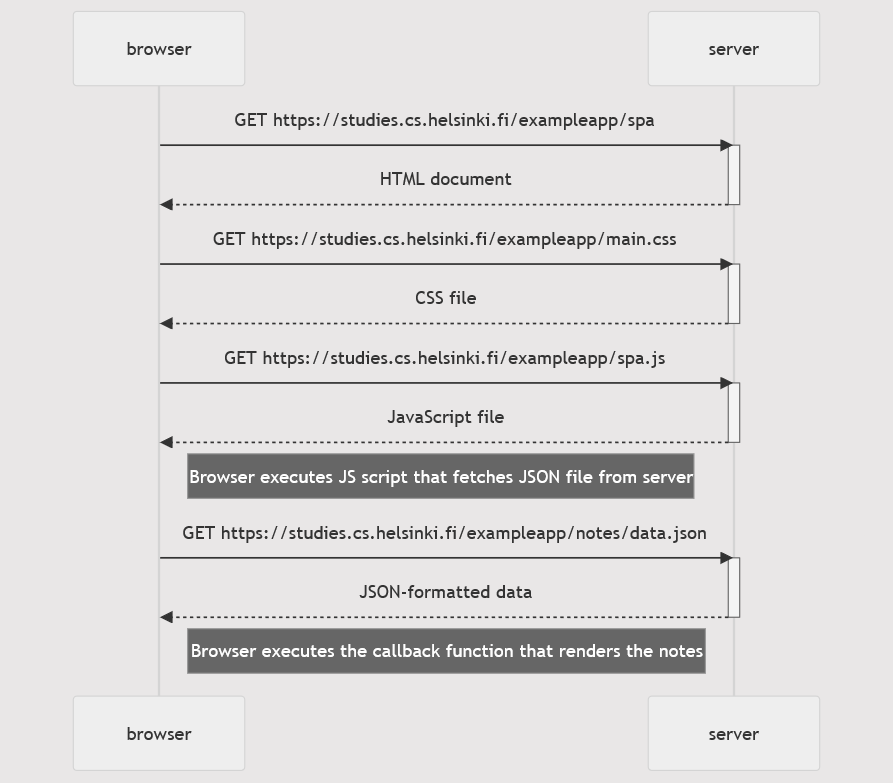 browser
server
GET https://studies.cs.helsinki.fi/exampleapp/spa
HTML document
GET https://studies.cs.helsinki.fi/exampleapp/main.css
CSS file
GET https://studies.cs.helsinki.fi/exampleapp/spa.js
JavaScript file
Browser executes JS script that fetches JSON file from server
GET https://studies.cs.helsinki.fi/exampleapp/notes/data.json
JSON-formatted data
Browser executes the callback function that renders the notes
browser
server